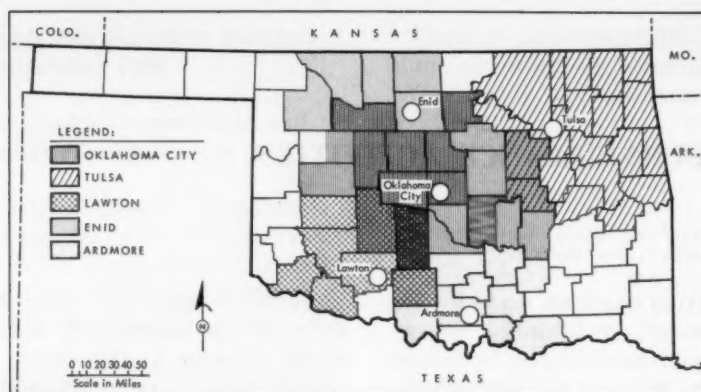 KANSAS
COLO.
MO.
ARK.
Enid
Tulsa
LEGEND:
OKLAHOMA CITY
TULSA
LAWTON
ENID
ARDMORE
Oklahoma
City
Lawton
Ardmore
N
0 10 20 30 40 50
Scale in Miles
TEXAS